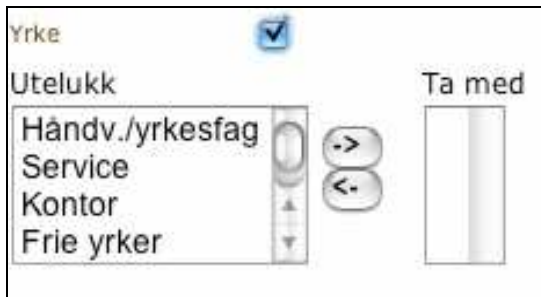 Yrke
Utelukk
Ta med
Håndv./yrkesfag
Service
Kontor
Frie yrker
->
<-